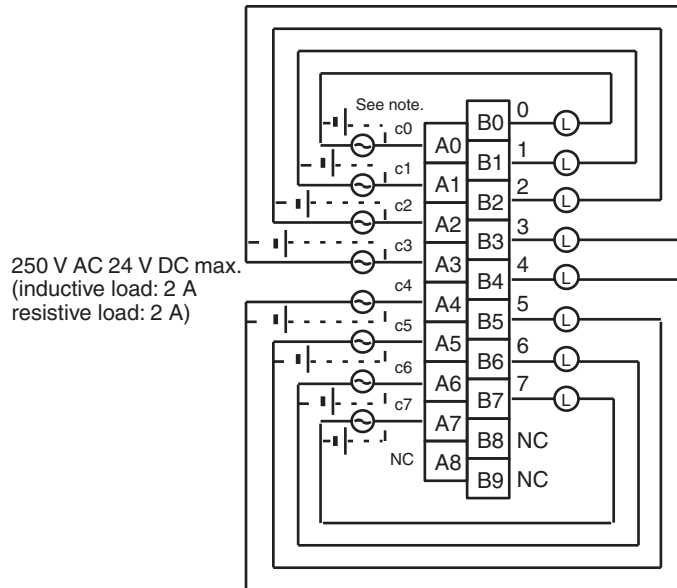 See note.
c0
A0
B0
0
L
c1
A1
B1
1
L
c2
A2
B2
2
L
c3
A3
B3
3
L
250 V AC 24 V DC max.
(inductive load: 2 A
resistive load: 2 A)
c4
A4
B4
4
L
c5
A5
B5
5
L
c6
A6
B6
6
L
c7
A7
B7
7
L
NC
A8
B8
NC
B9
NC